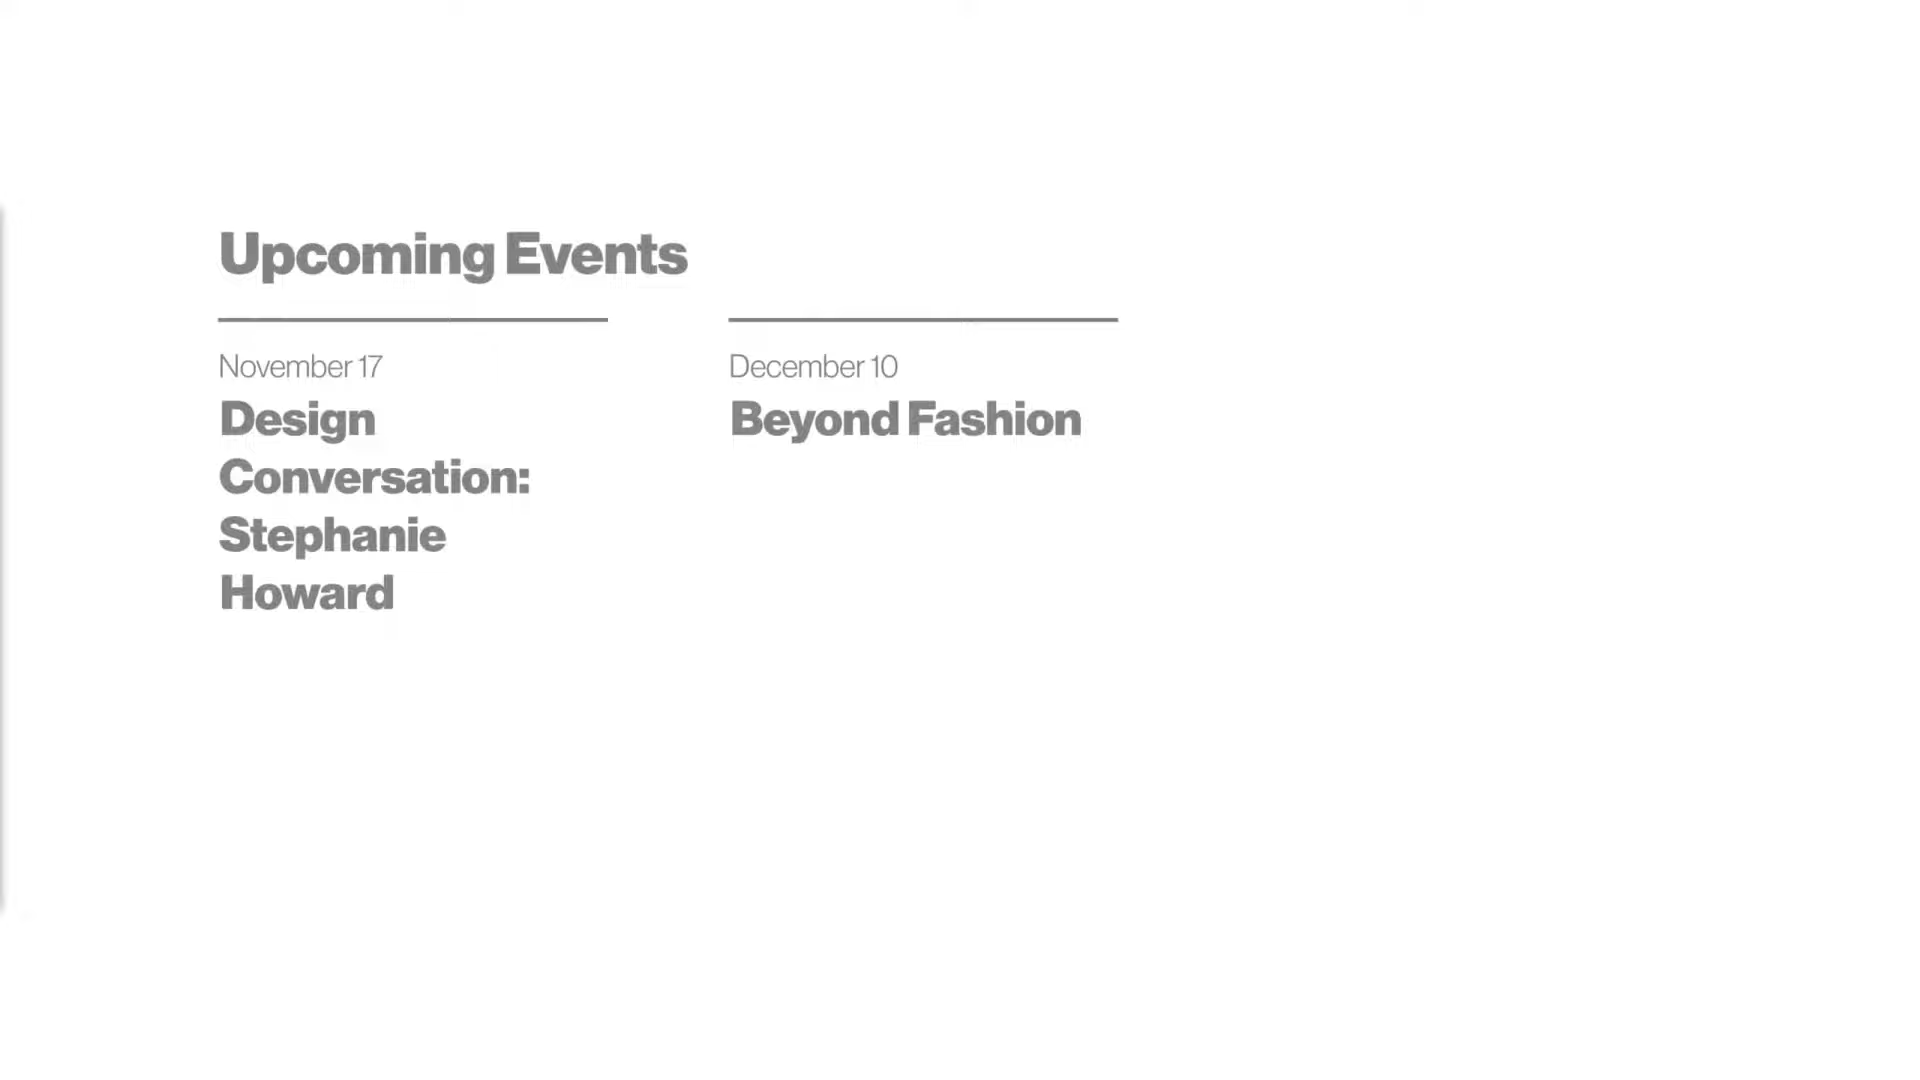 Upcoming Events
November 17
Design
Conversation:
Stephanie
Howard
December 10
Beyond Fashion